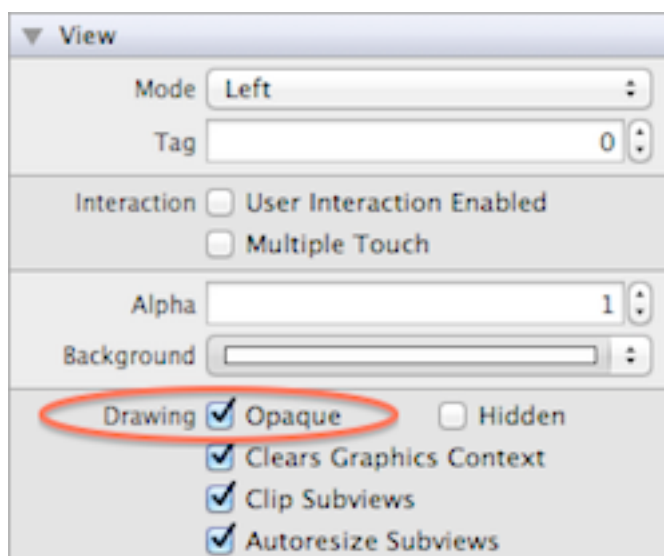 View
Mode Left
Tag 0
Interaction User Interaction Enabled
Multiple Touch
Alpha 1
Background
Drawing Opaque Hidden
Clears Graphics Context
Clip Subviews
Autoresize Subviews